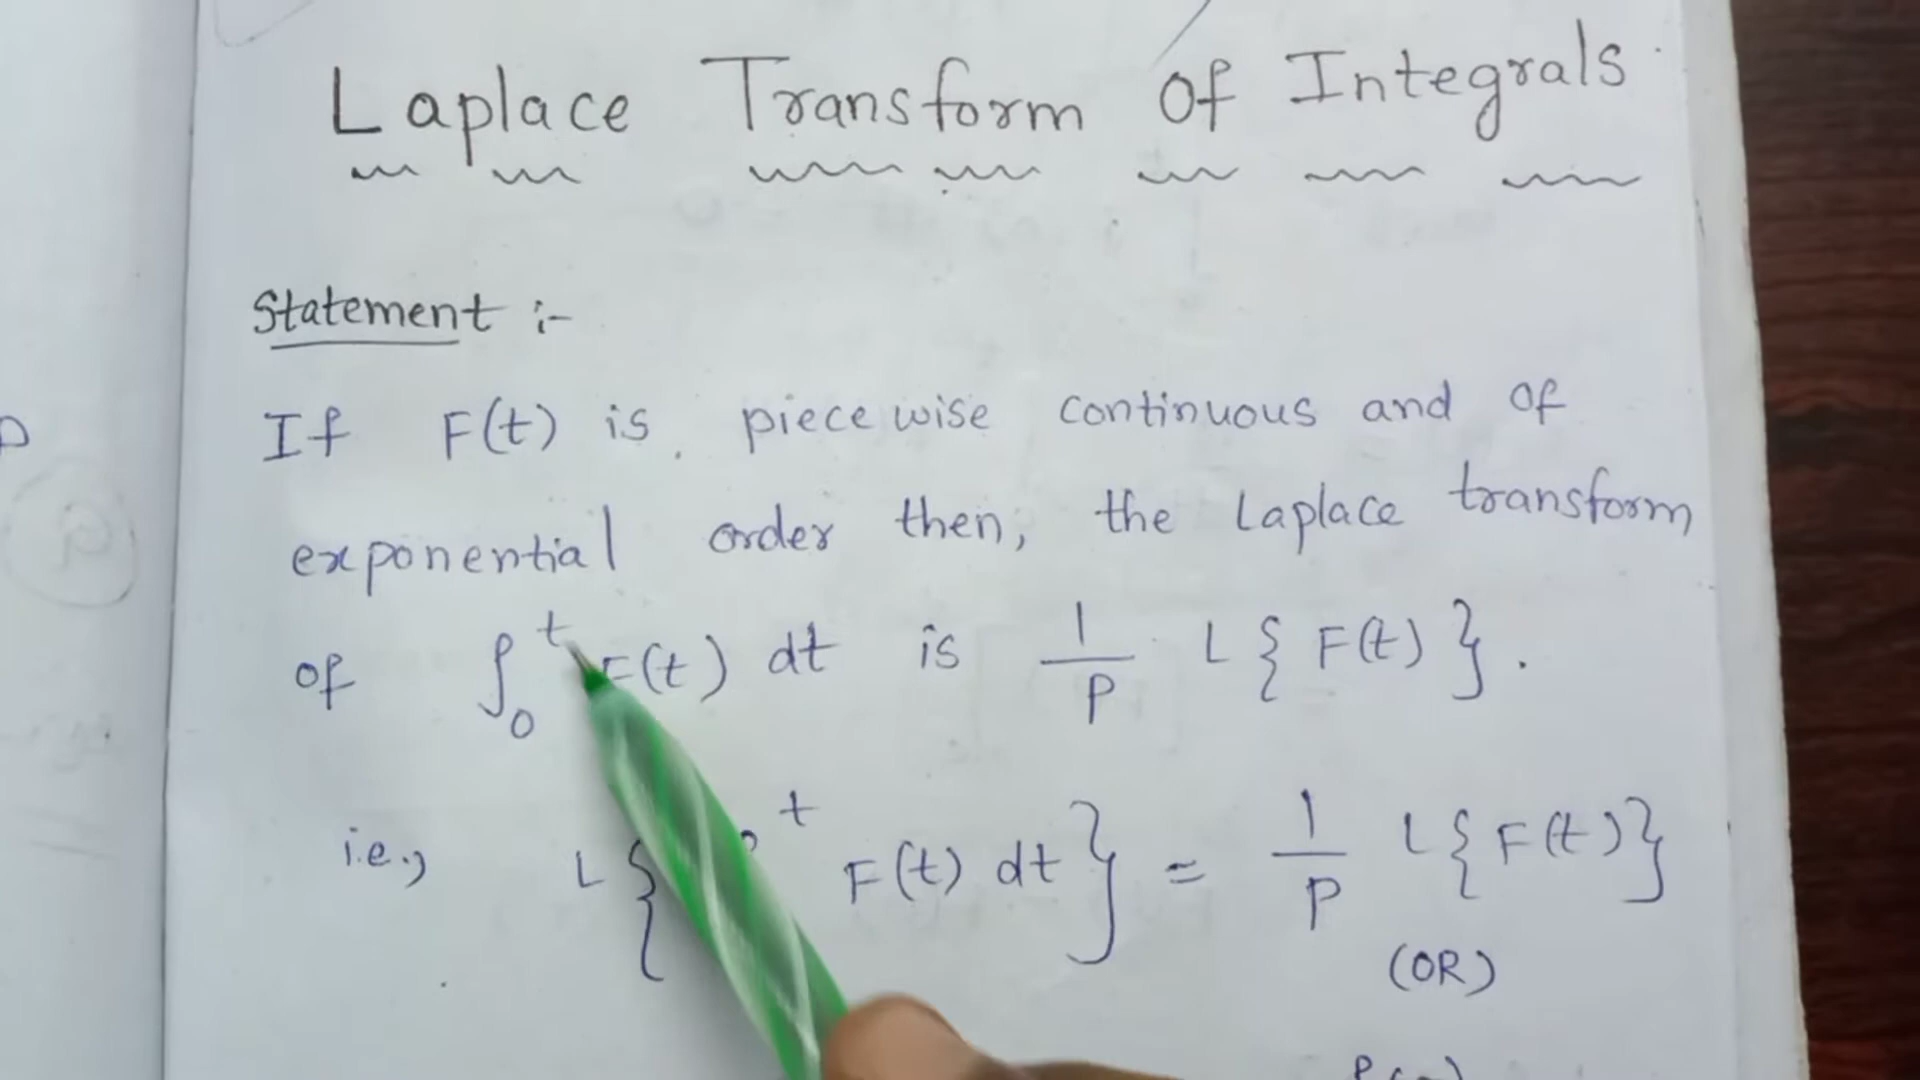 Laplace Transform Of Integrals
Statement :-
If F(t) is piecewise continuous and of
exponential order then, the Laplace transform
of ∫₀ᵗ F(t) dt is 1/P L{F(t)}.
i.e., L{ t F(t) dt} = 1/P L{F(t)}
(OR)